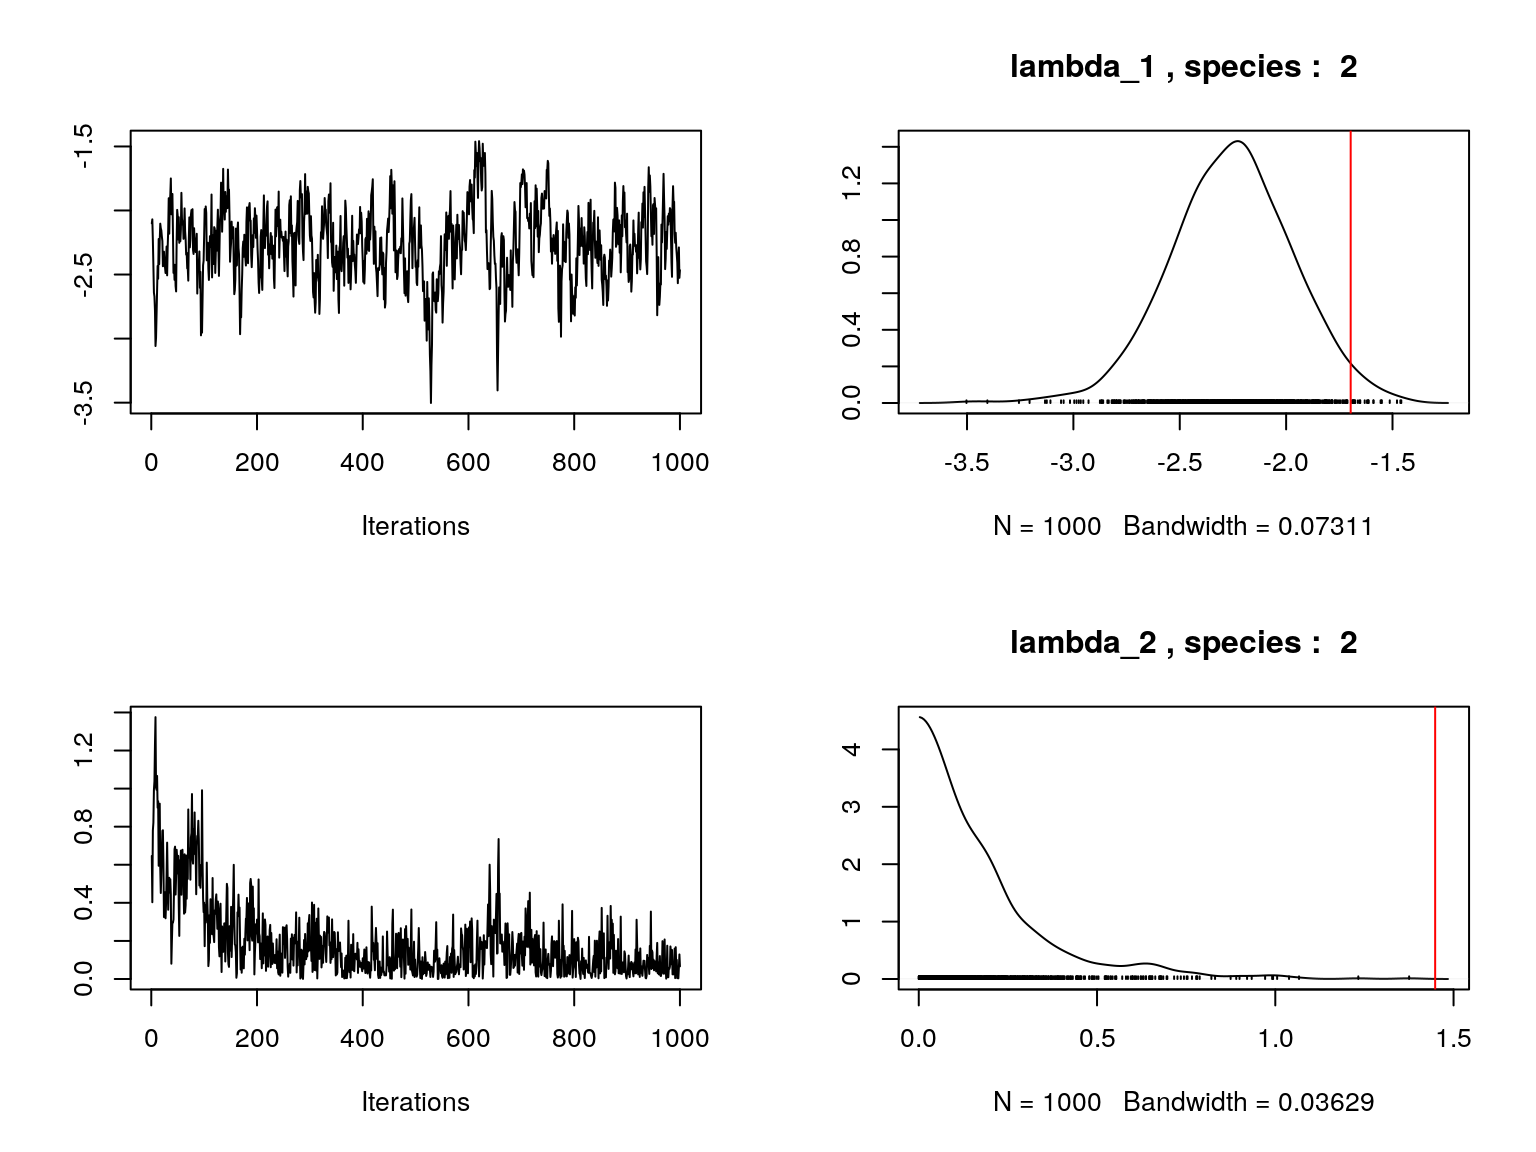 lambda_1 , species :  2
-1.5
-2.5
-3.5
0 200 400 600 800 1000
Iterations
1.2
0.8
0.4
0.0
-3.5 -3.0 -2.5 -2.0 -1.5
N = 1000   Bandwidth = 0.07311
lambda_2 , species :  2
1.2
0.8
0.4
0.0
0 200 400 600 800 1000
Iterations
4
3
2
1
0
0.0 0.5 1.0 1.5
N = 1000   Bandwidth = 0.03629